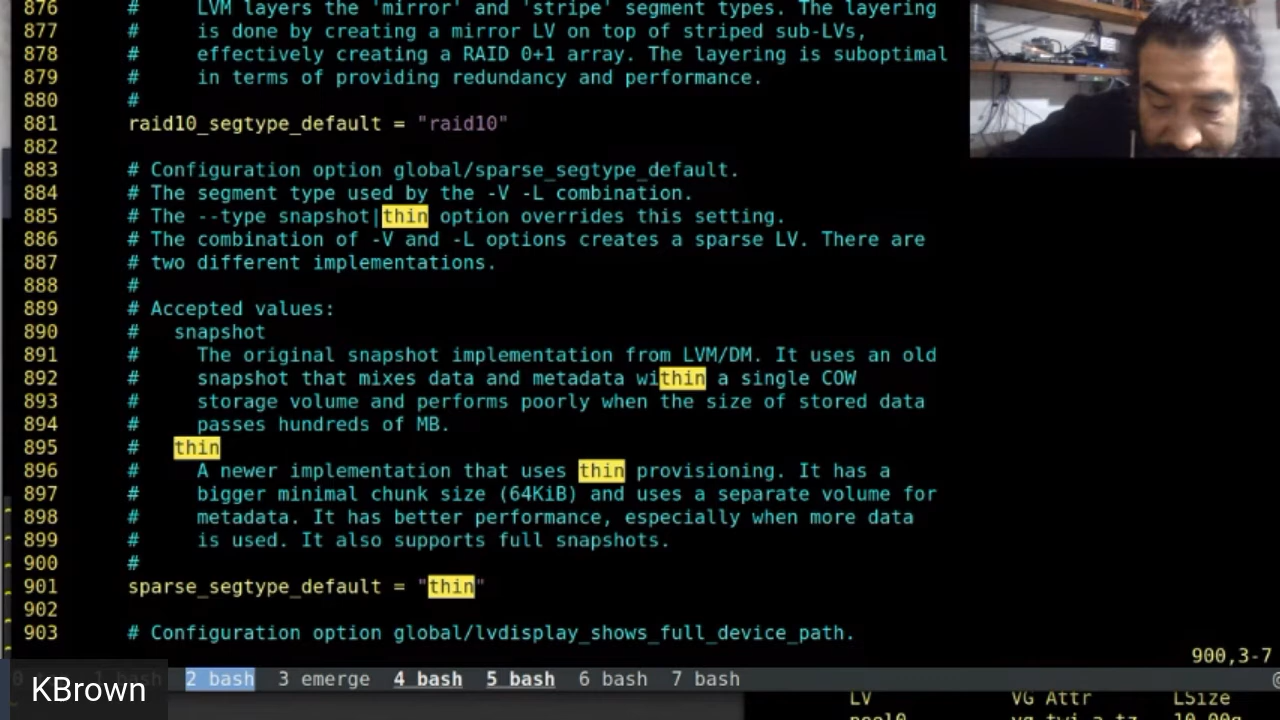 876 # LVM layers the 'mirror' and 'stripe' segment types. The layering
877 # is done by creating a mirror LV on top of striped sub-LVs,
878 # effectively creating a RAID 0+1 array. The layering is suboptimal
879 # in terms of providing redundancy and performance.
880 #
881 raid10_segtype_default = "raid10"
882
883 # Configuration option global/sparse_segtype_default.
884 # The segment type used by the -V -L combination.
885 # The --type snapshot|thin option overrides this setting.
886 # The combination of -V and -L options creates a sparse LV. There are
887 # two different implementations.
888 #
889 # Accepted values:
890 # snapshot
891 # The original snapshot implementation from LVM/DM. It uses an old
892 # snapshot that mixes data and metadata within a single COW
893 # storage volume and performs poorly when the size of stored data
894 # passes hundreds of MB.
895 # thin
896 # A newer implementation that uses thin provisioning. It has a
897 # bigger minimal chunk size (64KiB) and uses a separate volume for
898 # metadata. It has better performance, especially when more data
899 # is used. It also supports full snapshots.
900 #
901 sparse_segtype_default = "thin"
902
903 # Configuration option global/lvdisplay_shows_full_device_path.
900,3-7
1 bash 2 bash 3 emerge 4 bash 5 bash 6 bash 7 bash
KBrown
LV VG Attr LSize